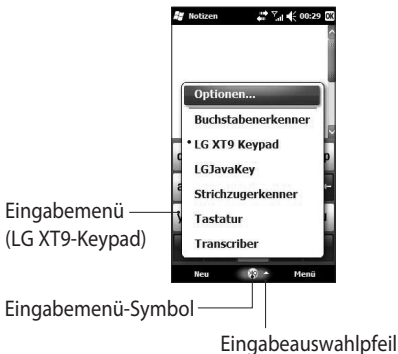 Notizen 00:29 OK
Optionen...
Buchstabenerkenner
LG XT9 Keypad
LGJavaKey
Strichzugerkenner
Tastatur
Transcriber
Neu Menü
Eingabemenü
(LG XT9-Keypad)
Eingabemenü-Symbol
Eingabeauswahlpfeil